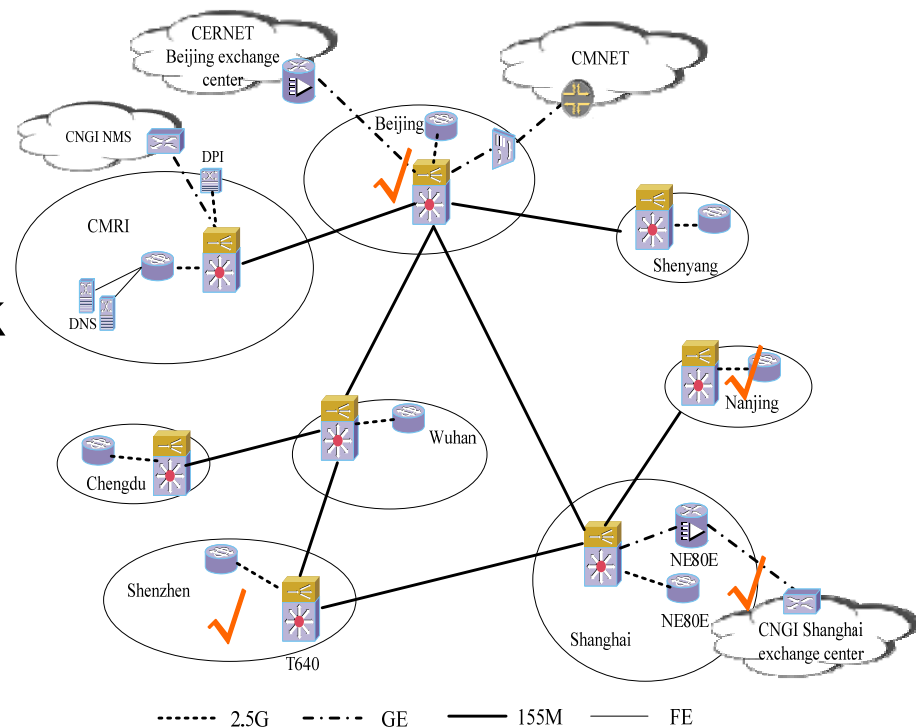 CERNET
Beijing exchange
center
CMNET
Beijing
CNGI NMS
DPI
CMRI
Shenyang
DNS
Nanjing
Wuhan
Chengdu
NE80E
Shenzhen
NE80E
Shanghai
CNGI Shanghai
exchange center
T640
2.5G
GE
155M
FE